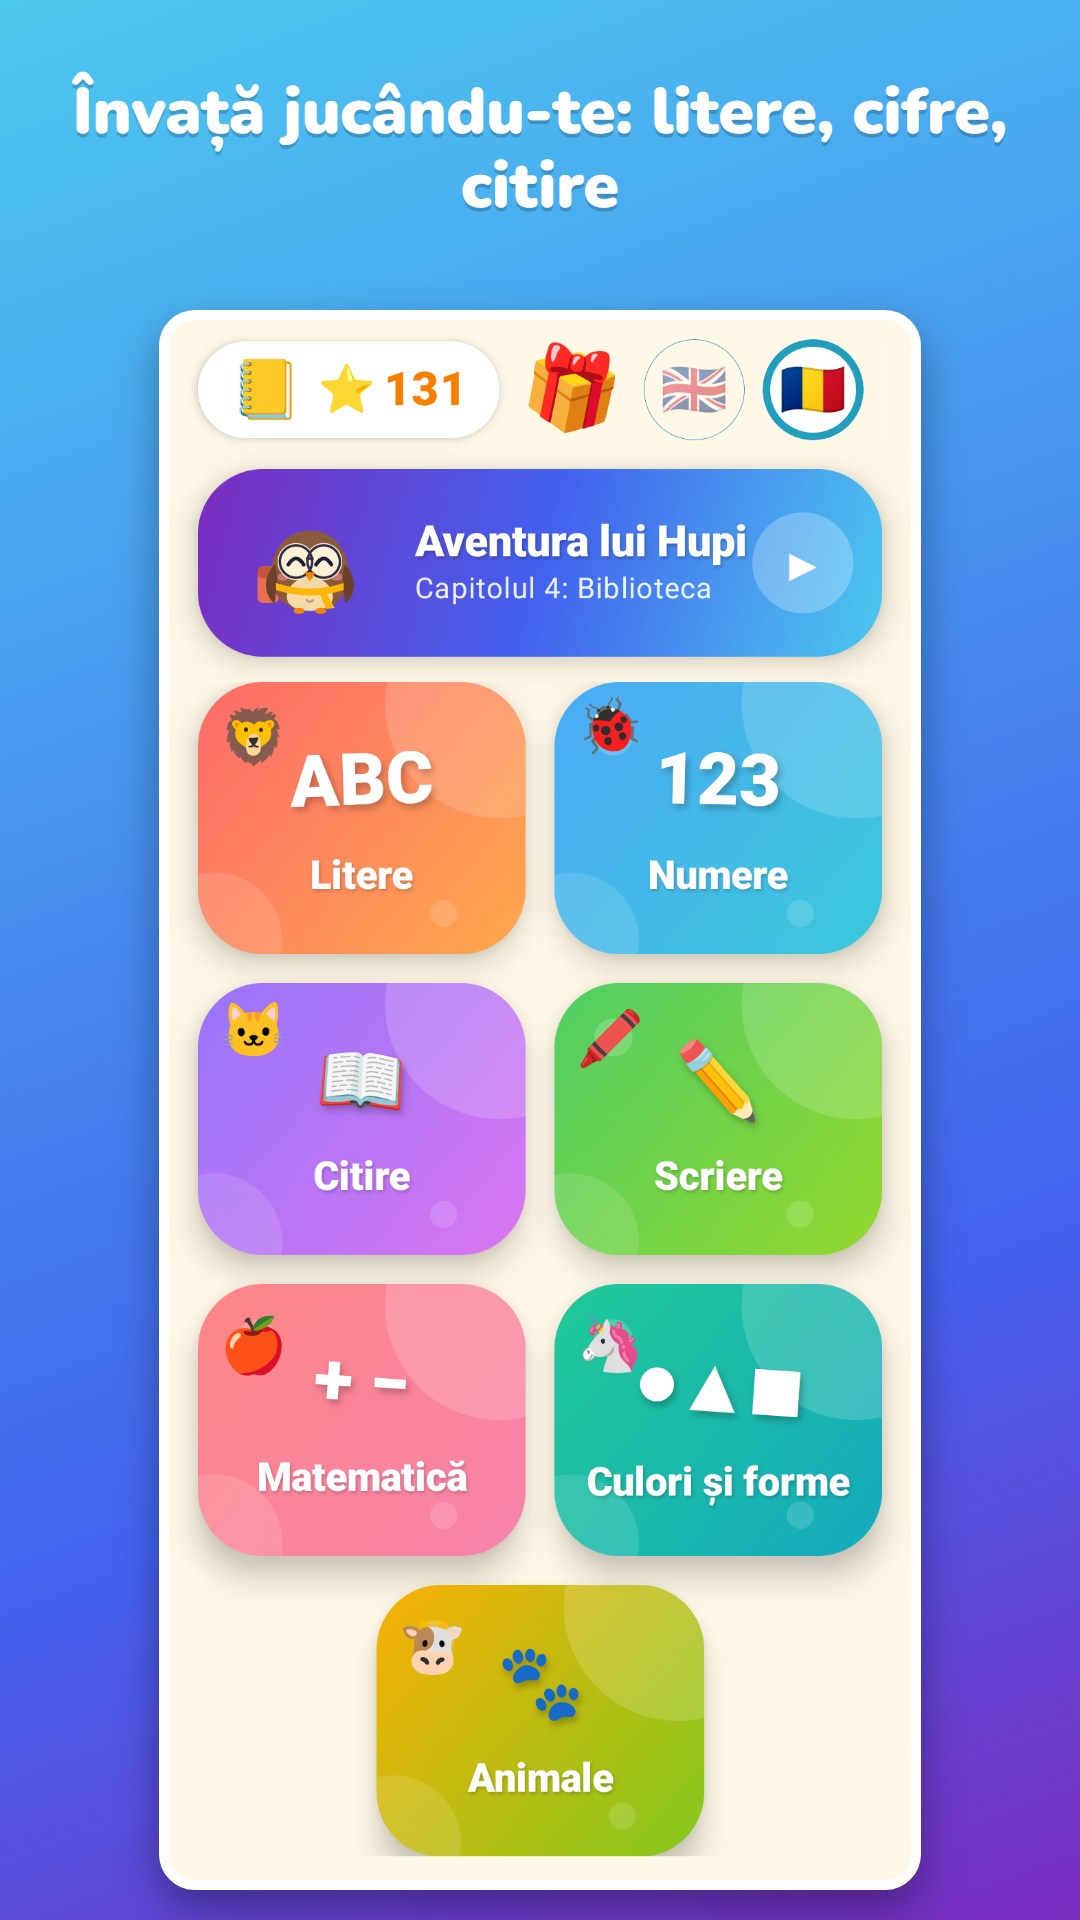 Învață jucându-te: litere, cifre,
citire
131
Aventura lui Hupi
Capitolul 4: Biblioteca
ABC
Litere
123
Numere
Citire
Scriere
+ −
Matematică
Culori și forme
Animale